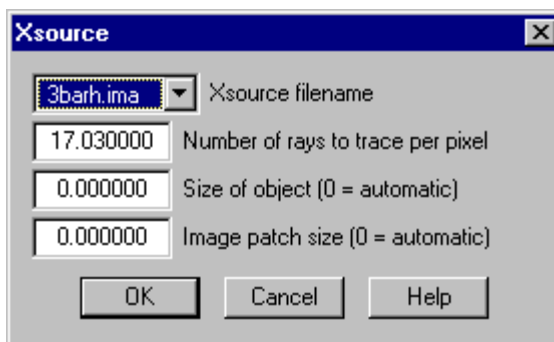 Xsource
3barh.ima Xsource filename
17.030000 Number of rays to trace per pixel
0.000000 Size of object (0 = automatic)
0.000000 Image patch size (0 = automatic)
OK Cancel Help